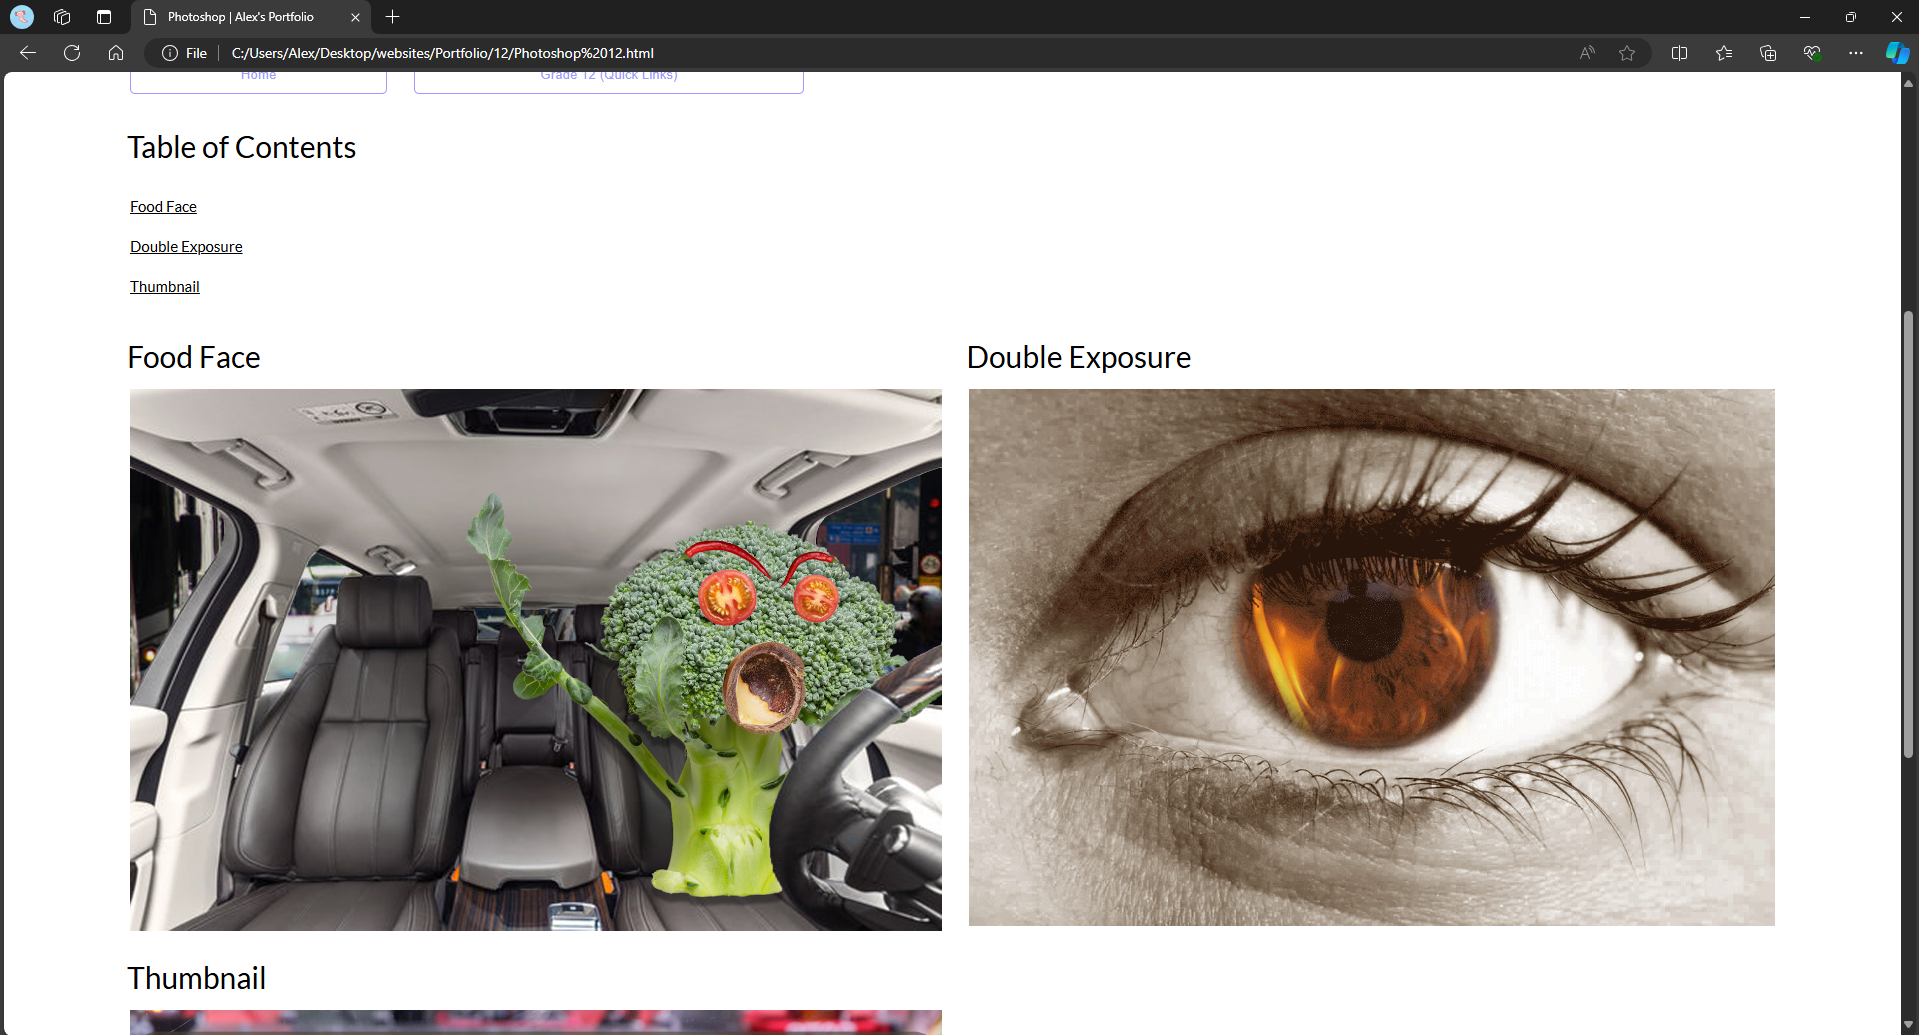 Photoshop | Alex's Portfolio
File
C:/Users/Alex/Desktop/websites/Portfolio/12/Photoshop%2012.html
Home
Grade 12 (Quick Links)
Table of Contents
Food Face
Double Exposure
Thumbnail
Food Face
Double Exposure
Thumbnail